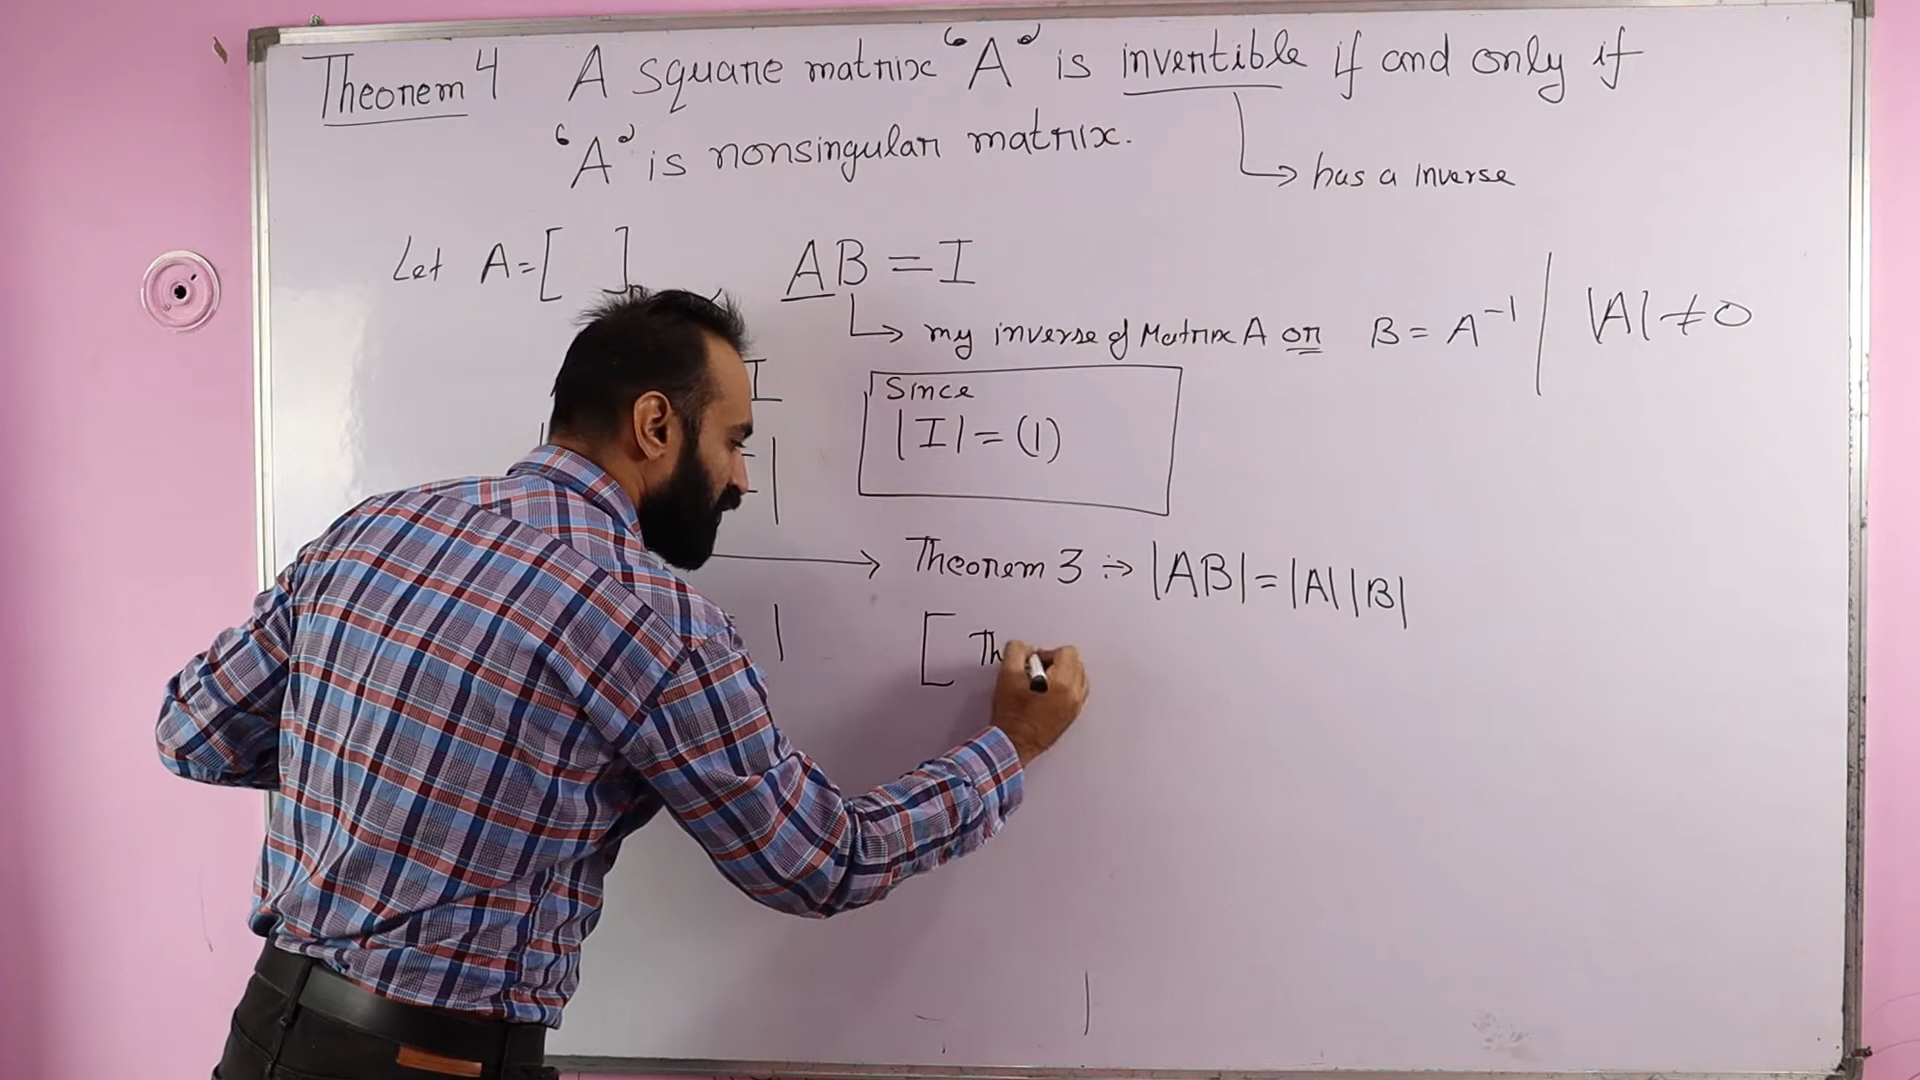 Theorem 4 A square matrix 'A' is invertible if and only if
'A' is nonsingular matrix.
→ has a inverse
Let A = [ ]n AB = I
→ my inverse of Matrix A or B = A⁻¹ | |A| ≠ 0
I
Since
|I| = (1)
→ Theorem 3 ÷→ |AB| = |A| |B|
[ Th